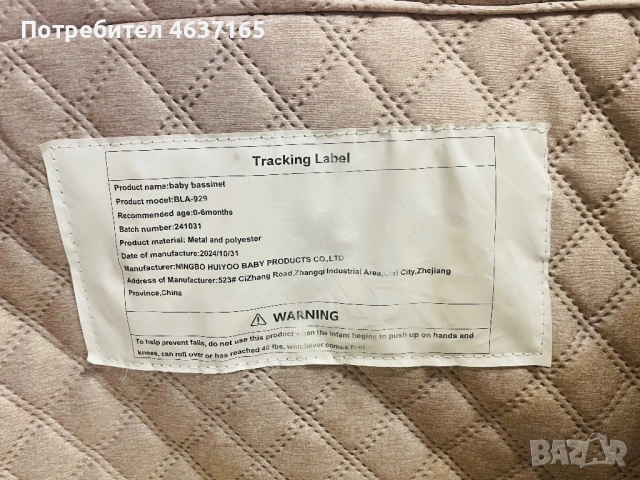 Потребител 4637165
Tracking Label
Product name:baby bassinet
Product model:BLA-929
Recommended age:0-6months
Batch number:241031
Product material: Metal and polyester
Date of manufacture:2024/10/31
Manufacturer:NINGBO HUIYOO BABY PRODUCTS CO.,LTD
Address of Manufacturer:523# CiZhang Road,Zhangqi Industrial Area, City,Zhejiang
Province,China
⚠ WARNING
To help prevent falls, do not use this product when the infant begins to push up on hands and
knees, can roll over or has reached 40 lbs, whichever comes first.
BAZAR